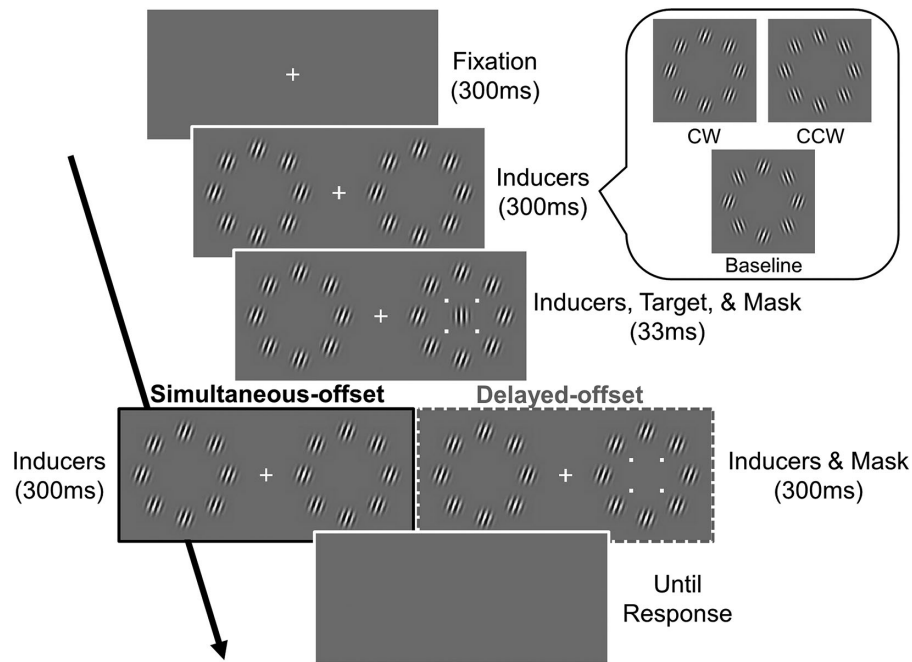 Fixation
(300ms)
CW
CCW
Inducers
(300ms)
Baseline
Inducers, Target, & Mask
(33ms)
Simultaneous-offset
Delayed-offset
Inducers
(300ms)
Inducers & Mask
(300ms)
Until
Response